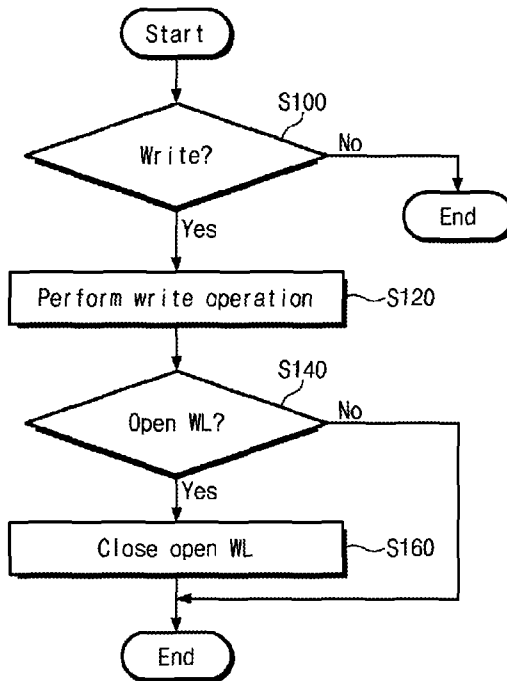 Start
S100
Write?
No
End
Yes
Perform write operation
S120
S140
Open WL?
No
Yes
Close open WL
S160
End